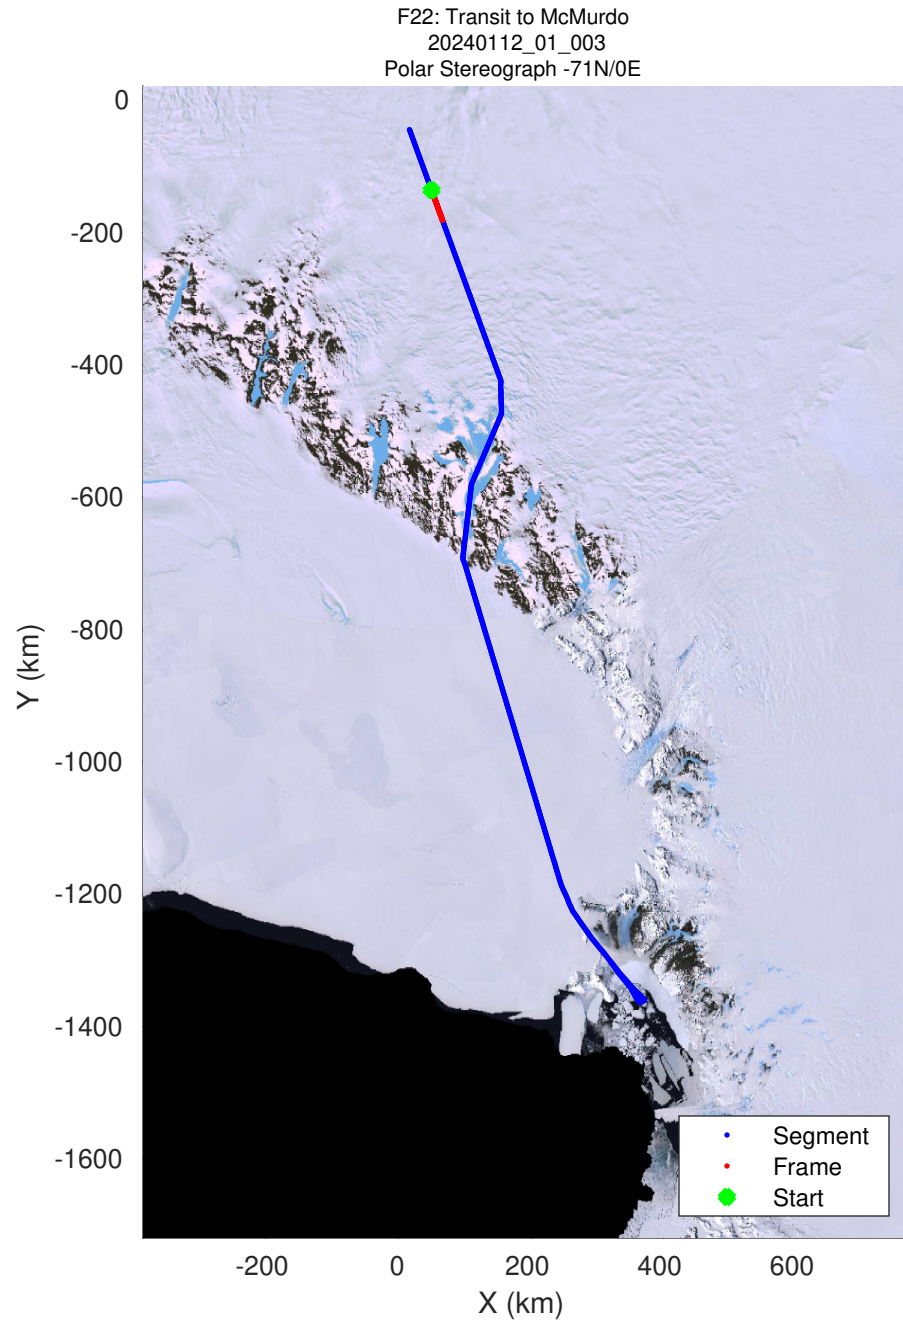 F22: Transit to McMurdo
20240112_01_003
Polar Stereograph -71N/0E
0
-200
-400
-600
-800
-1000
-1200
-1400
-1600
Y (km)
Segment
Frame
Start
-200
0
200
400
600
X (km)